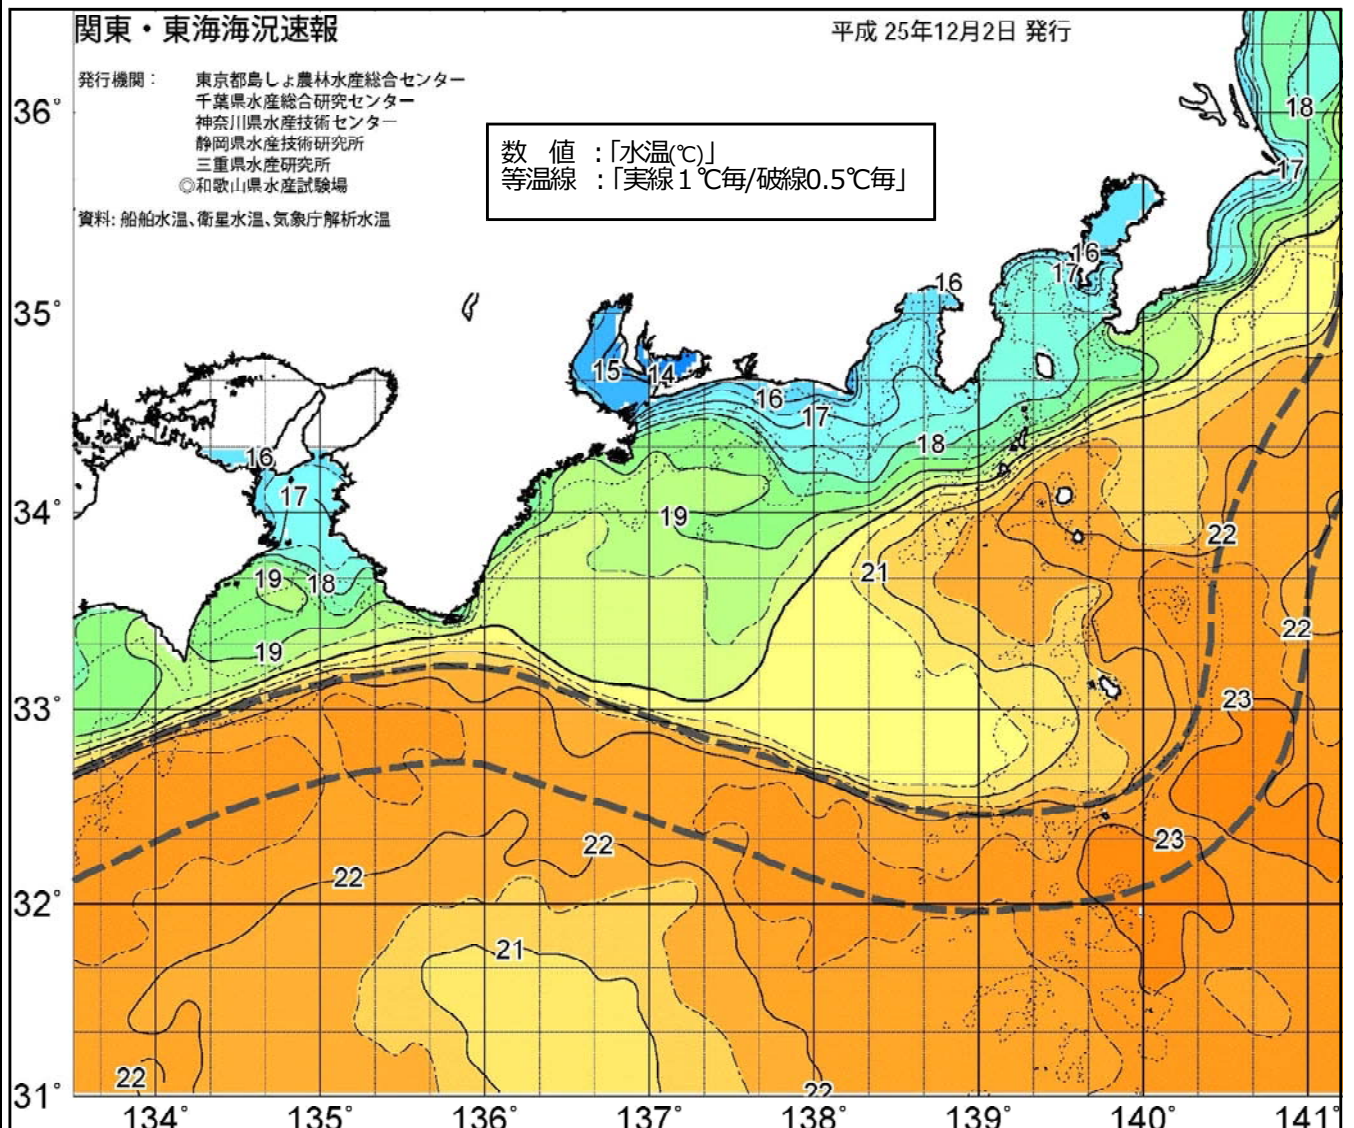 関東・東海海況速報
平成 25年12月2日 発行
発行機関： 東京都島しょ農林水産総合センター
千葉県水産総合研究センター
神奈川県水産技術センター
静岡県水産技術研究所
三重県水産研究所
◎和歌山県水産試験場
資料: 船舶水温、衛星水温、気象庁解析水温
数　値 ：「水温(℃)」
等温線 ：「実線１℃毎/破線0.5℃毎」
36°
18
17
16
17
16
35°
15
14
16
17
18
16
17
34°
19
22
19
18
21
19
22
33°
23
23
22
22
32°
21
22
22
31°
134° 135° 136° 137° 138° 139° 140° 141°